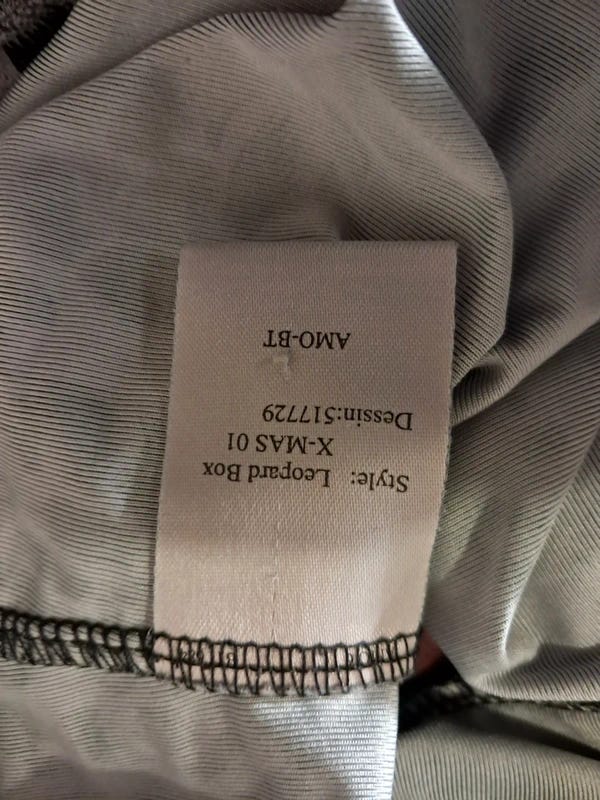 Style: Leopard Box
X-MAS 01
Dessin:517729
AMO-BT